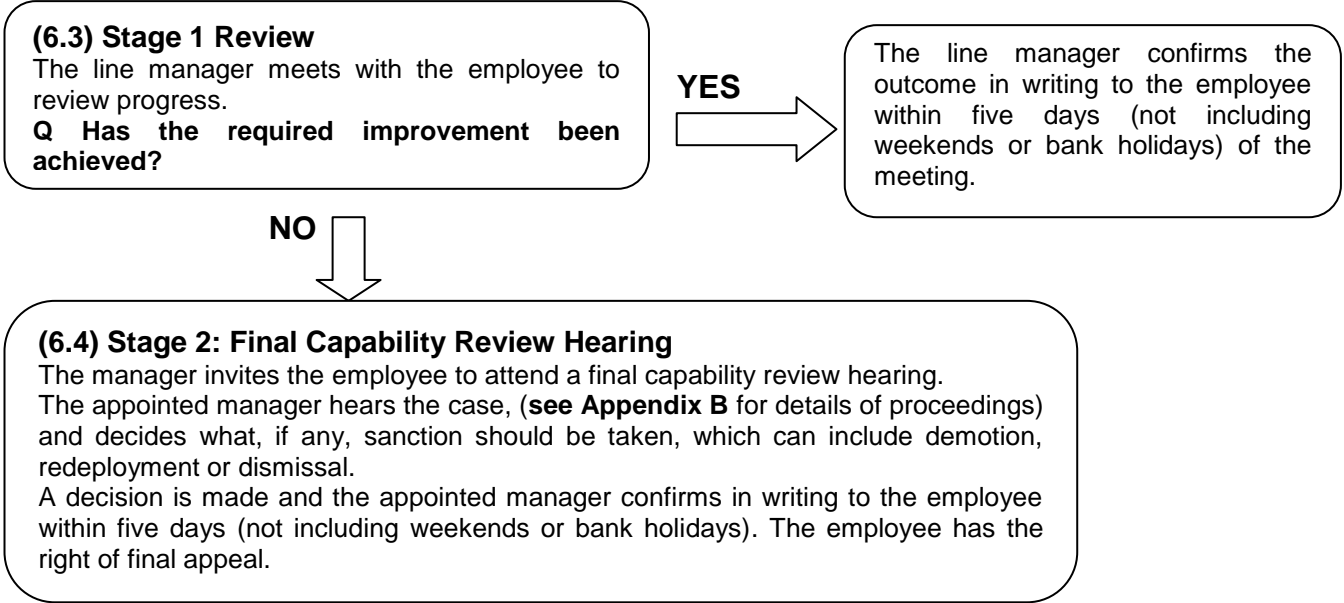 (6.3) Stage 1 Review
The line manager meets with the employee to
review progress.
Q Has the required improvement been
achieved?
YES
The line manager confirms the
outcome in writing to the employee
within five days (not including
weekends or bank holidays) of the
meeting.
NO
(6.4) Stage 2: Final Capability Review Hearing
The manager invites the employee to attend a final capability review hearing.
The appointed manager hears the case, (see Appendix B for details of proceedings)
and decides what, if any, sanction should be taken, which can include demotion,
redeployment or dismissal.
A decision is made and the appointed manager confirms in writing to the employee
within five days (not including weekends or bank holidays). The employee has the
right of final appeal.